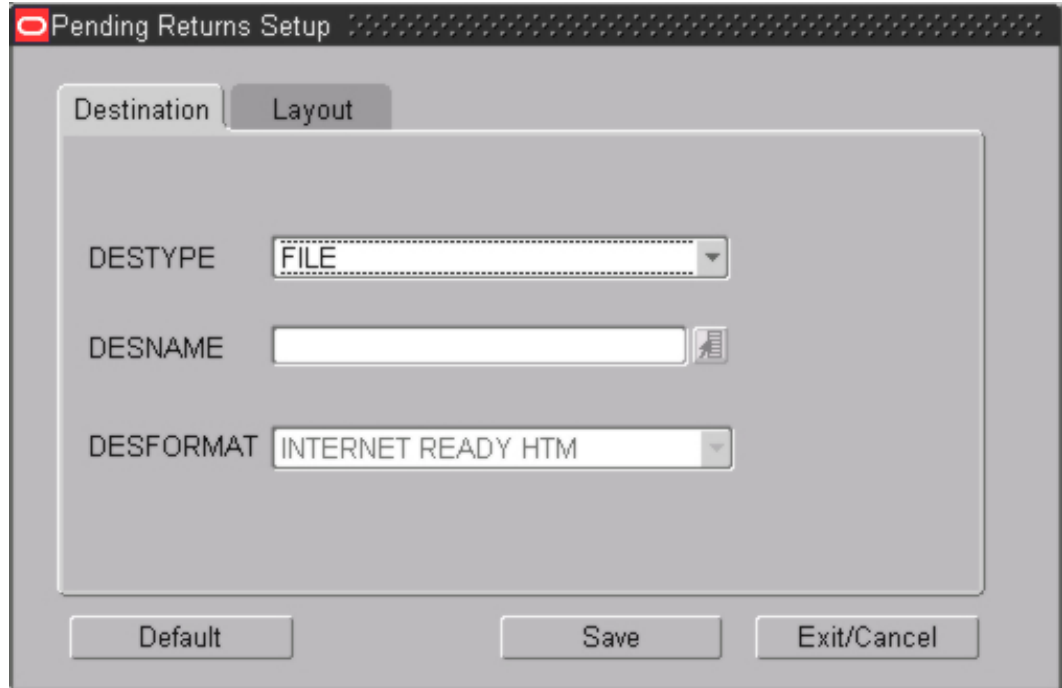 Pending Returns Setup
Destination
Layout
DESTYPE
FILE
DESNAME
DESFORMAT
INTERNET READY HTM
Default
Save
Exit/Cancel